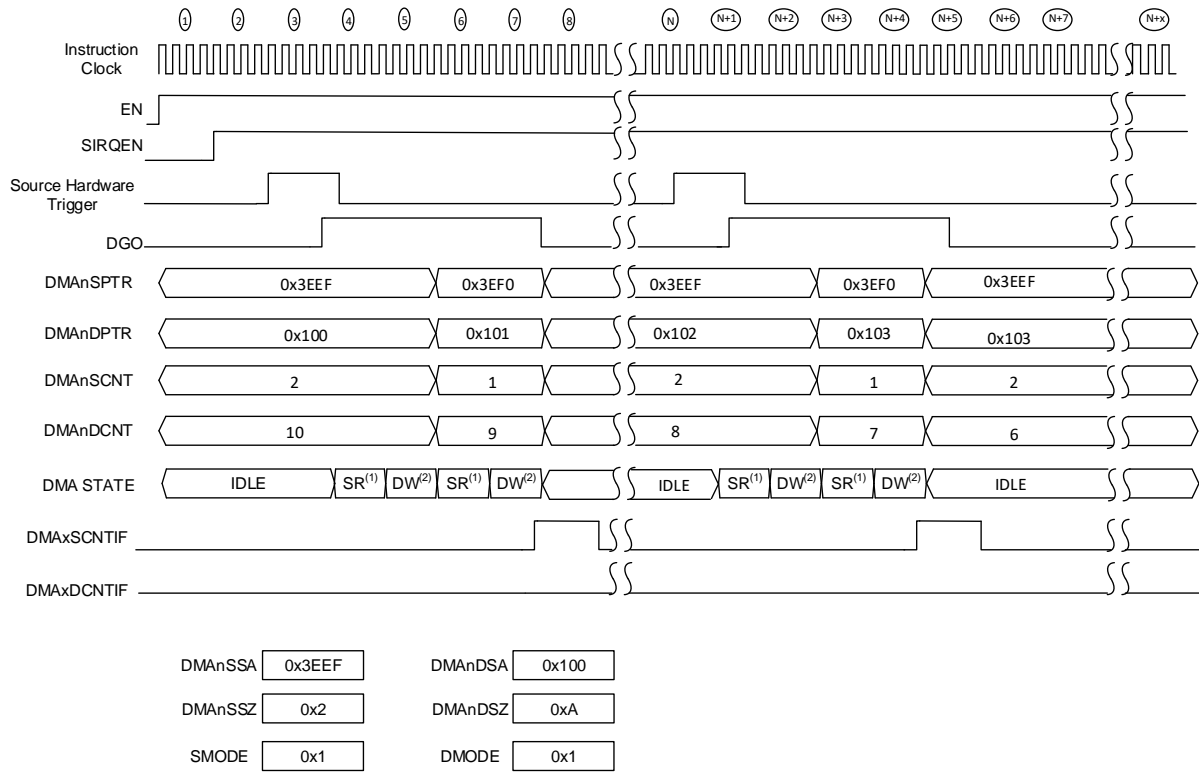 1 2 3 4 5 6 7 8 N N+1 N+2 N+3 N+4 N+5 N+6 N+7 N+x
Instruction
Clock
EN
SIRQEN
Source Hardware
Trigger
DGO
DMAnSPTR 0x3EEF 0x3EF0 0x3EEF 0x3EF0 0x3EEF
DMAnDPTR 0x100 0x101 0x102 0x103 0x103
DMAnSCNT 2 1 2 1 2
DMAnDCNT 10 9 8 7 6
DMA STATE IDLE SR(1) DW(2) SR(1) DW(2) IDLE SR(1) DW(2) SR(1) DW(2) IDLE
DMAxSCNTIF
DMAxDCNTIF
DMAnSSA 0x3EEF DMAnDSA 0x100
DMAnSSZ 0x2 DMAnDSZ 0xA
SMODE 0x1 DMODE 0x1